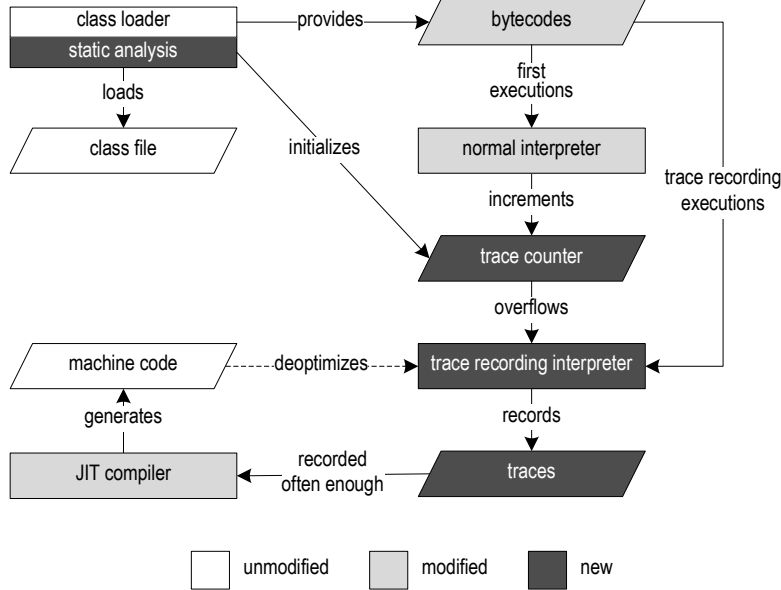 class loader
provides
bytecodes
static analysis
loads
first
executions
class file
initializes
normal interpreter
trace recording
executions
increments
trace counter
overflows
machine code
deoptimizes
trace recording interpreter
generates
records
JIT compiler
recorded
often enough
traces
unmodified
modified
new